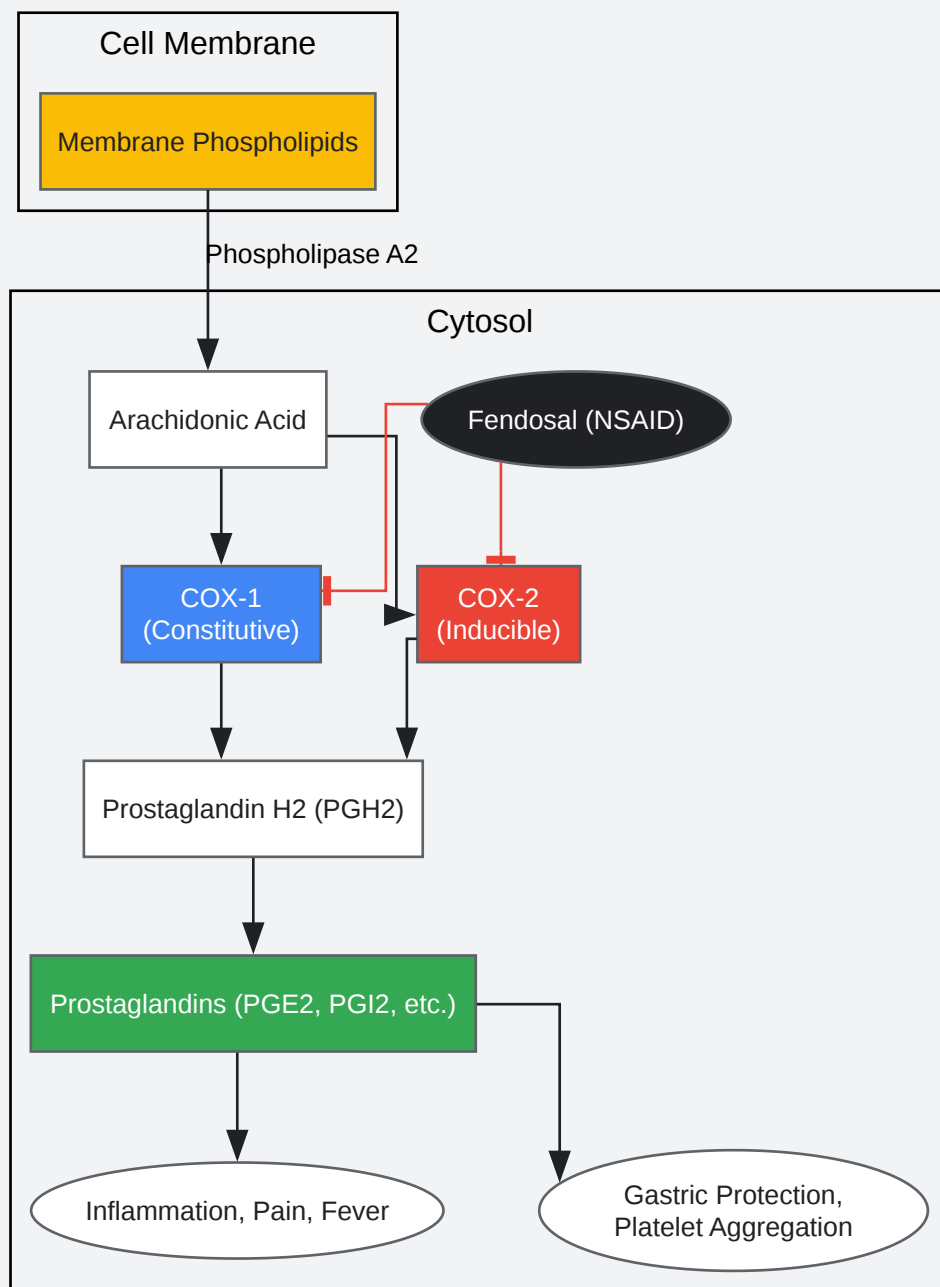 Cell Membrane
Membrane Phospholipids
Phospholipase A2
Cytosol
Arachidonic Acid
Fendosal (NSAID)
COX-1
(Constitutive)
COX-2
(Inducible)
Prostaglandin H2 (PGH2)
Prostaglandins (PGE2, PGI2, etc.)
Inflammation, Pain, Fever
Gastric Protection,
Platelet Aggregation